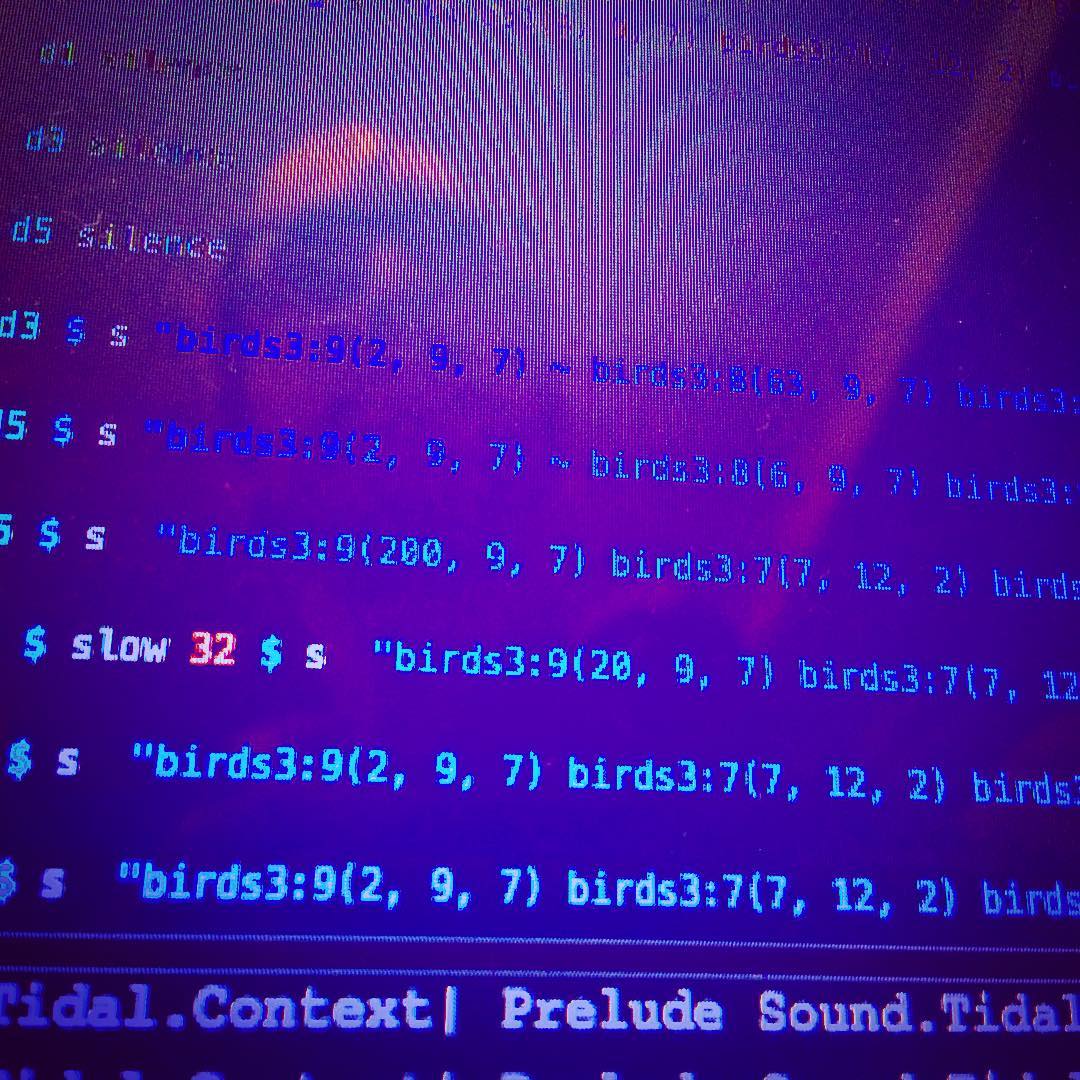 d1 silence
d3 silence
d5 silence
d3 $ s "birds3:9(2, 9, 7) ~ birds3:8(63, 9, 7) birds3:
d5 $ s "birds3:9(2, 9, 7) ~ birds3:8(6, 9, 7) birds3:
5 $ s "birds3:9(200, 9, 7) birds3:7(7, 12, 2) birds
$ slow 32 $ s "birds3:9(20, 9, 7) birds3:7(7, 12
$ s "birds3:9(2, 9, 7) birds3:7(7, 12, 2) birds3
$ s "birds3:9(2, 9, 7) birds3:7(7, 12, 2) birds
Tidal.Context| Prelude Sound.Tidal